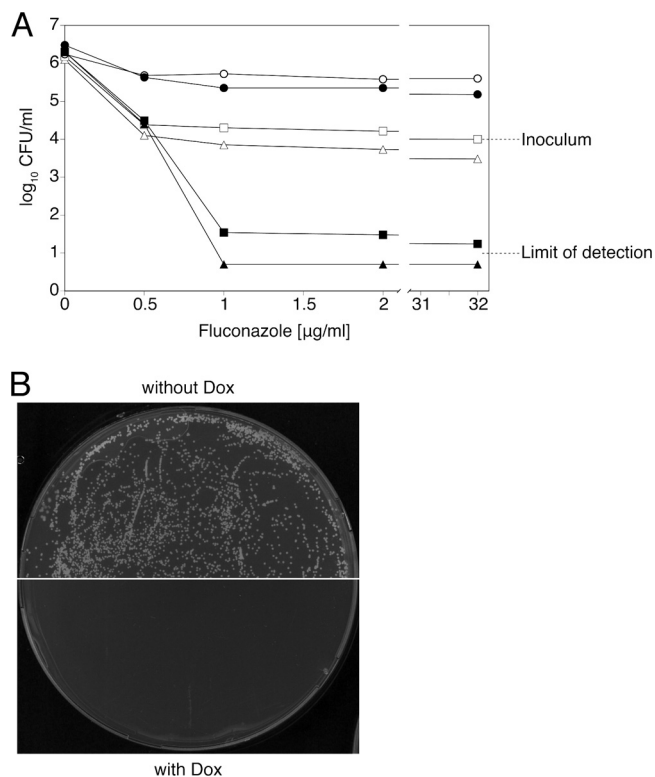 A
7
6
5
4
3
2
1
0
log10 CFU/ml
0 0.5 1 1.5 2 31 32
Fluconazole [µg/ml]
Inoculum
Limit of detection
B
without Dox
with Dox